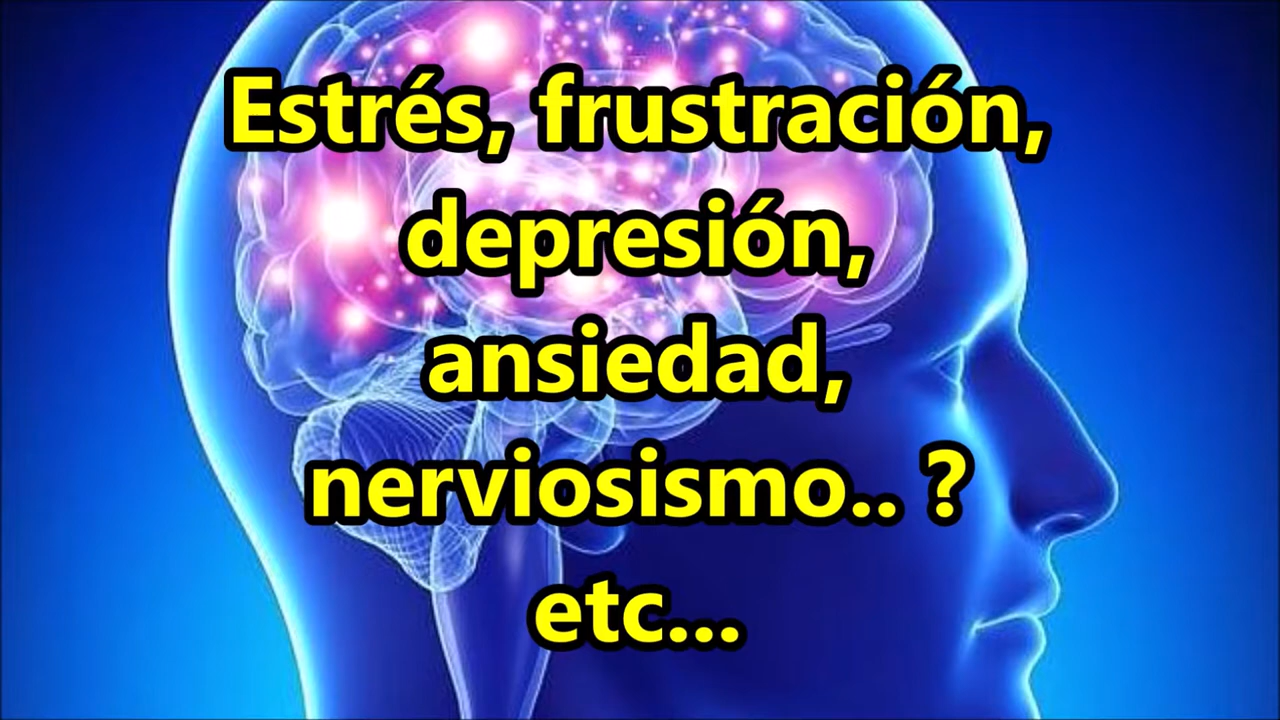 Estrés, frustración,
depresión,
ansiedad,
nerviosismo.. ?
etc...